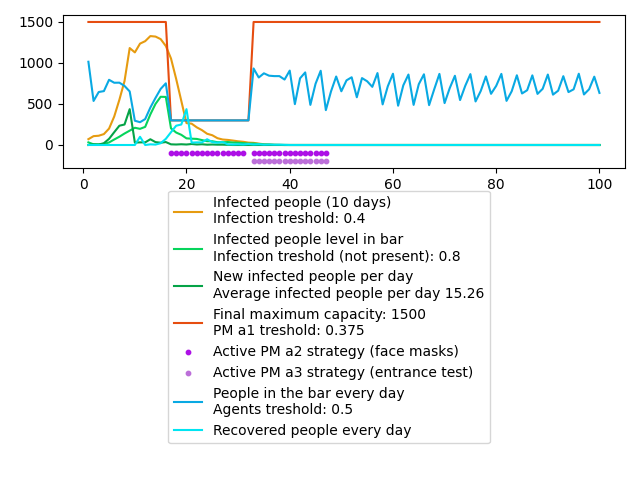 1500
1000
500
0
0 20 40 60 80 100
Infected people (10 days)
Infection treshold: 0.4
Infected people level in bar
Infection treshold (not present): 0.8
New infected people per day
Average infected people per day 15.26
Final maximum capacity: 1500
PM a1 treshold: 0.375
Active PM a2 strategy (face masks)
Active PM a3 strategy (entrance test)
People in the bar every day
Agents treshold: 0.5
Recovered people every day